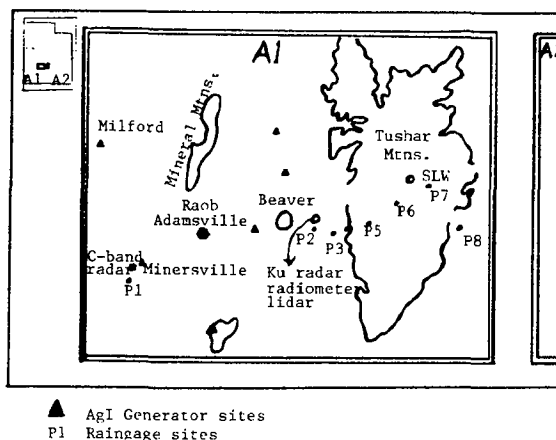 A1
A1 A2
Mineral Mtns.
Milford
Tushar
Mtns.
SLW
P7
Raob
Adamsville
Beaver
P6
P5
P2
P3
P8
C-band
radar
Minersville
P1
Ku radar
radiometer
lidar
AgI Generator sites
P1 Raingage sites